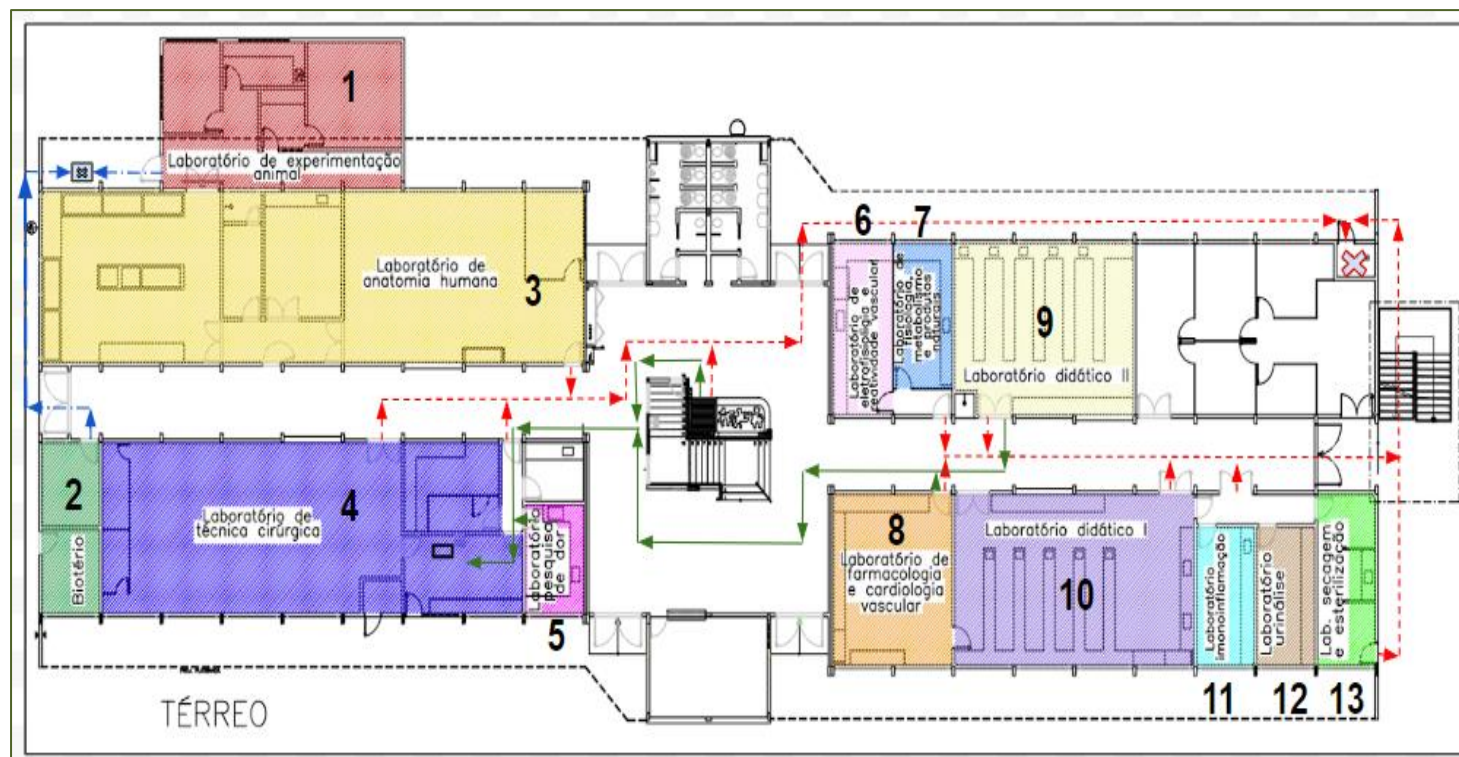 1
Laboratório de experimentação
animal
Laboratório de
anatomia humana
3
2
Biotério
Laboratório de
técnica cirúrgica
4
Laboratório
pesquisa
de dor
5
6
Laboratório de
eletrofisiolgia e
reatividade vascular
7
Laboratório de
fisiologia,
metabolismo
e produtos
naturais
9
Laboratório didático II
8
Laboratório de
farmacologia
e cardiologia
vascular
Laboratório didático I
10
Laboratório
imonoinflamação
11
Laboratório
urinálise
12
Lab. secagem
e esterilização
13
TÉRREO